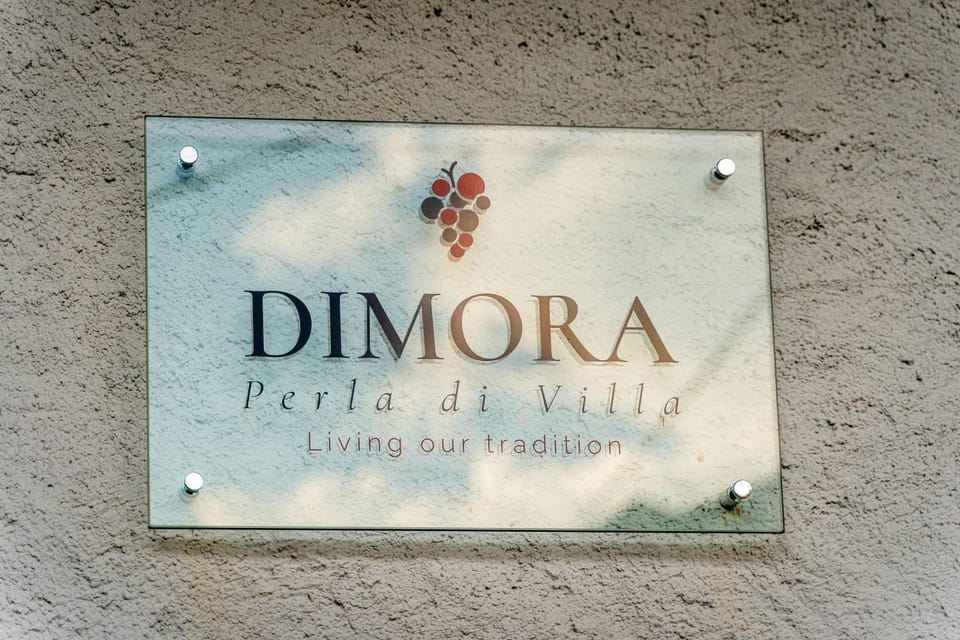 DIMORA
Perla di Villa
Living our tradition